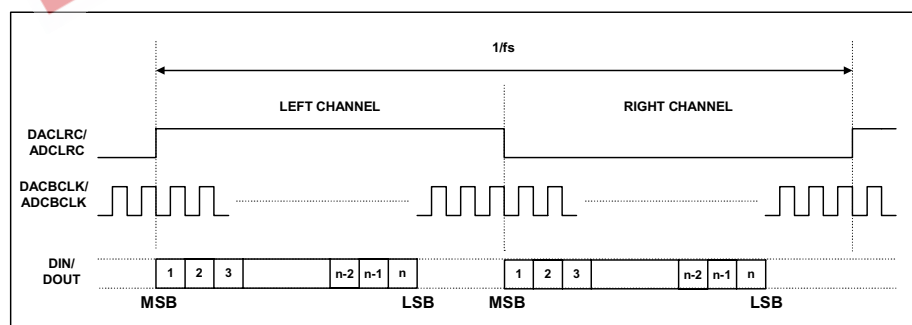 1/fs
LEFT CHANNEL
RIGHT CHANNEL
DACLRC/
ADCLRC
DACBCLK/
ADCBCLK
DIN/
DOUT
1 2 3 n-2 n-1 n 1 2 3 n-2 n-1 n
MSB LSB MSB LSB